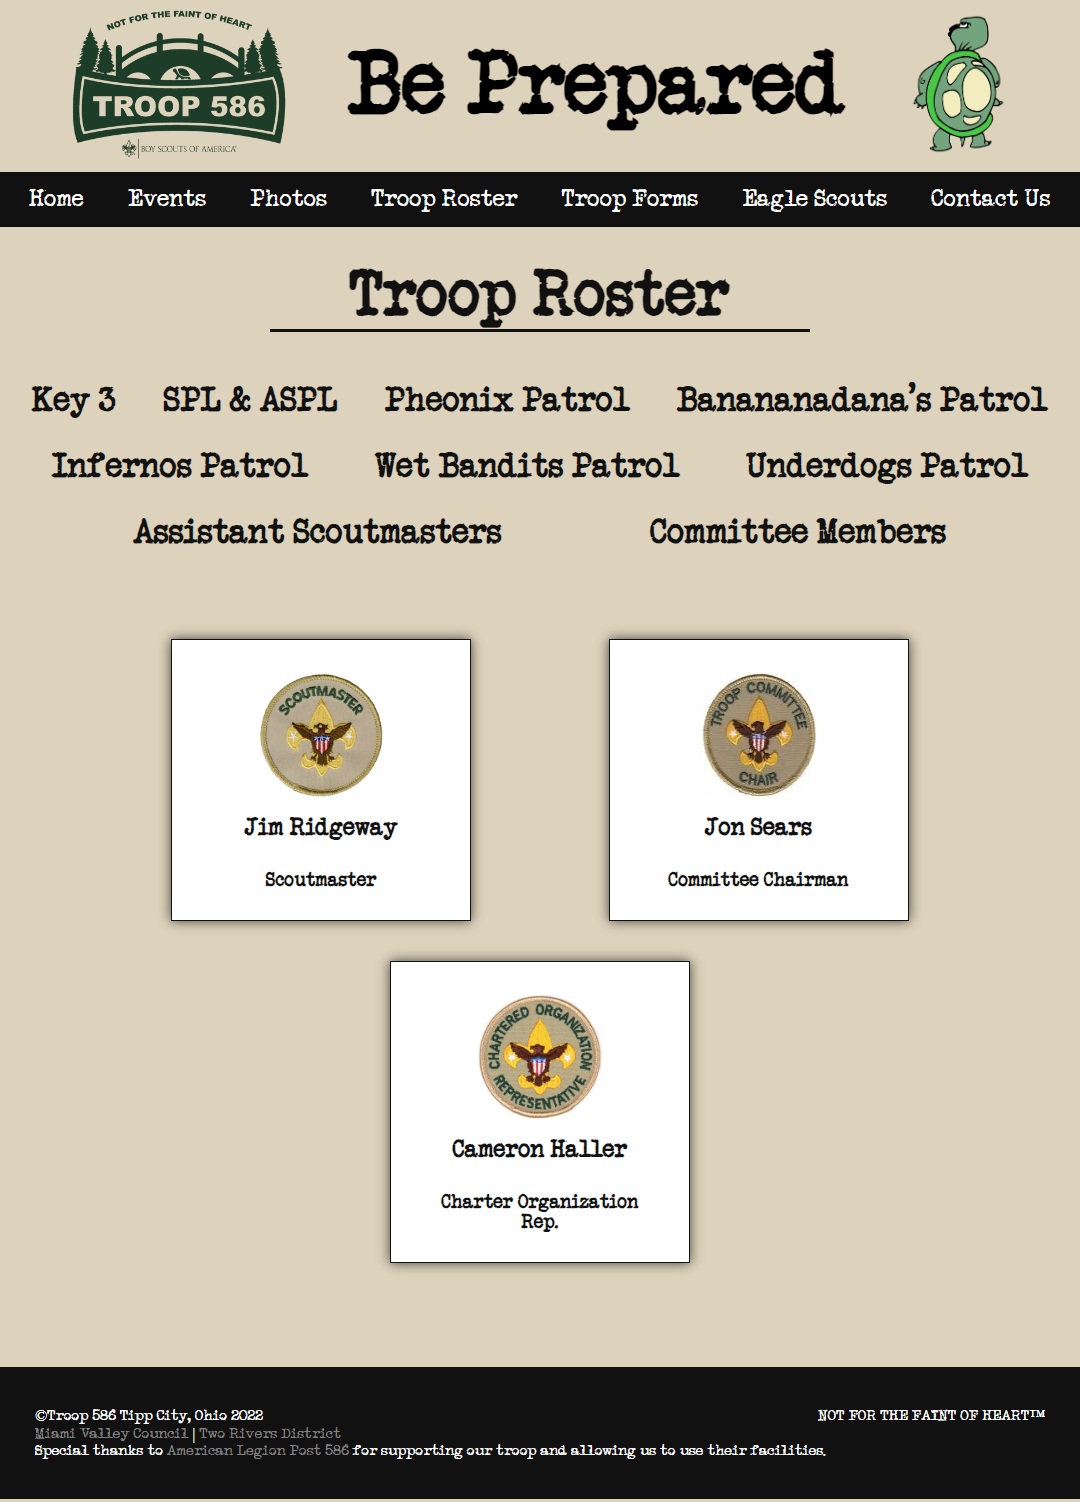 NOT FOR THE FAINT OF HEART
TROOP 586
BOY SCOUTS OF AMERICA®
Be Prepared
Home Events Photos Troop Roster Troop Forms Eagle Scouts Contact Us
Troop Roster
Key 3 SPL & ASPL Pheonix Patrol Banananadana's Patrol
Infernos Patrol Wet Bandits Patrol Underdogs Patrol
Assistant Scoutmasters Committee Members
SCOUTMASTER
Jim Ridgeway
Scoutmaster
TROOP COMMITTEE
CHAIR
Jon Sears
Committee Chairman
CHARTERED ORGANIZATION
REPRESENTATIVE
Cameron Haller
Charter Organization
Rep.
©Troop 586 Tipp City, Ohio 2022
NOT FOR THE FAINT OF HEART™
Miami Valley Council | Two Rivers District
Special thanks to American Legion Post 586 for supporting our troop and allowing us to use their facilities.